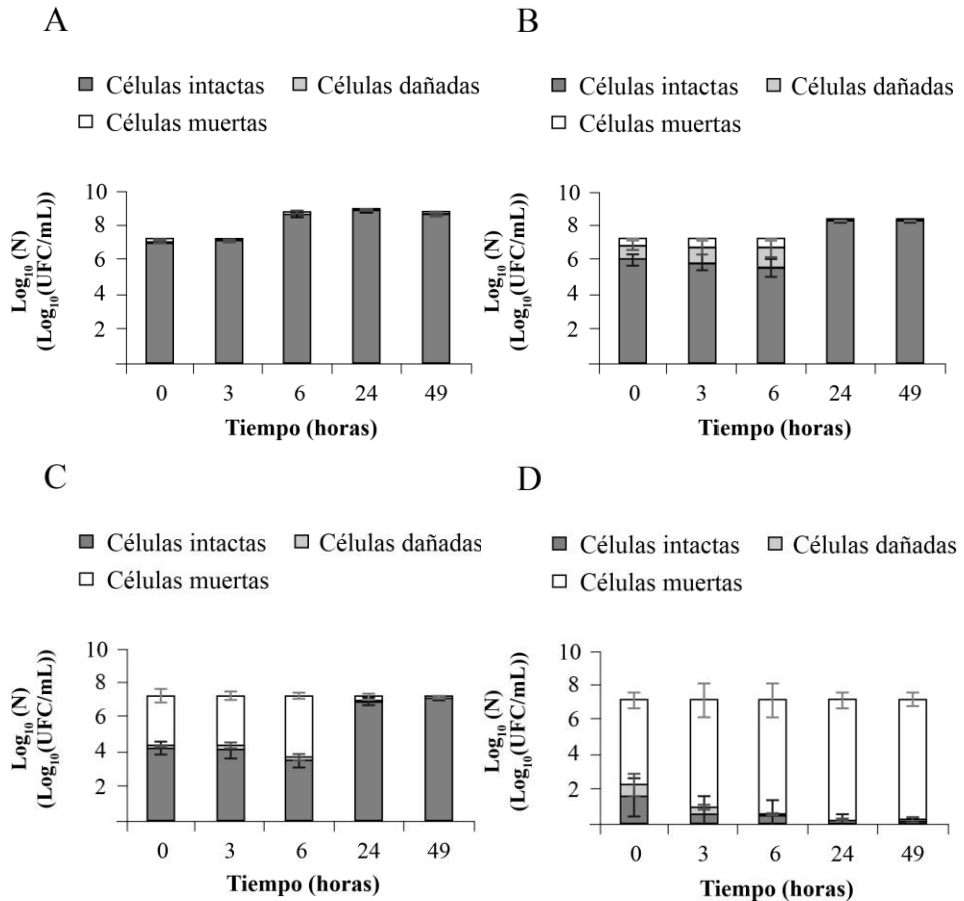 A
Células intactas
Células dañadas
Células muertas
Log10 (N)
(Log10(UFC/mL))
10
8
6
4
2
0
3
6
24
49
Tiempo (horas)
B
Células intactas
Células dañadas
Células muertas
Log10 (N)
(Log10(UFC/mL))
10
8
6
4
2
0
3
6
24
49
Tiempo (horas)
C
Células intactas
Células dañadas
Células muertas
Log10 (N)
(Log10(UFC/mL))
10
8
6
4
2
0
3
6
24
49
Tiempo (horas)
D
Células intactas
Células dañadas
Células muertas
Log10 (N)
(Log10(UFC/mL))
10
8
6
4
2
0
3
6
24
49
Tiempo (horas)